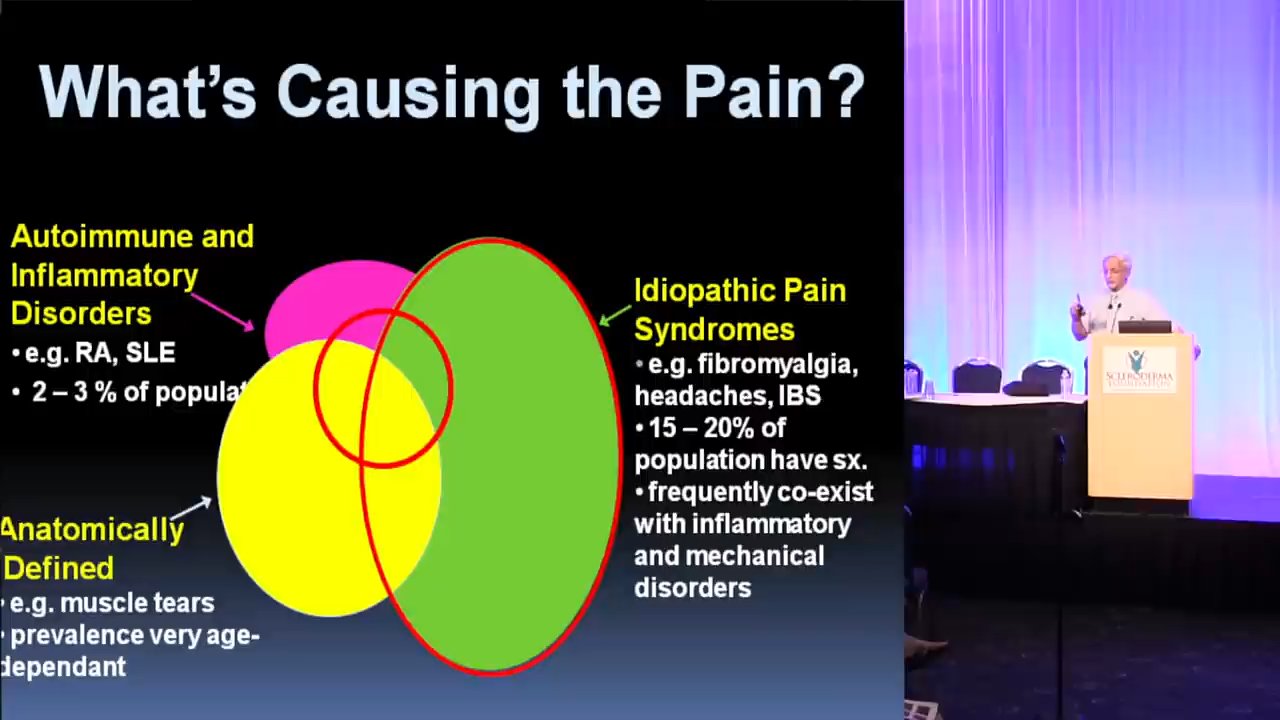 What's Causing the Pain?
Autoimmune and
Inflammatory
Disorders
• e.g. RA, SLE
• 2 – 3 % of populat
Anatomically
Defined
• e.g. muscle tears
• prevalence very age-
dependant
Idiopathic Pain
Syndromes
• e.g. fibromyalgia,
headaches, IBS
• 15 – 20% of
population have sx.
• frequently co-exist
with inflammatory
and mechanical
disorders
SCLERODERMA
FOUNDATION